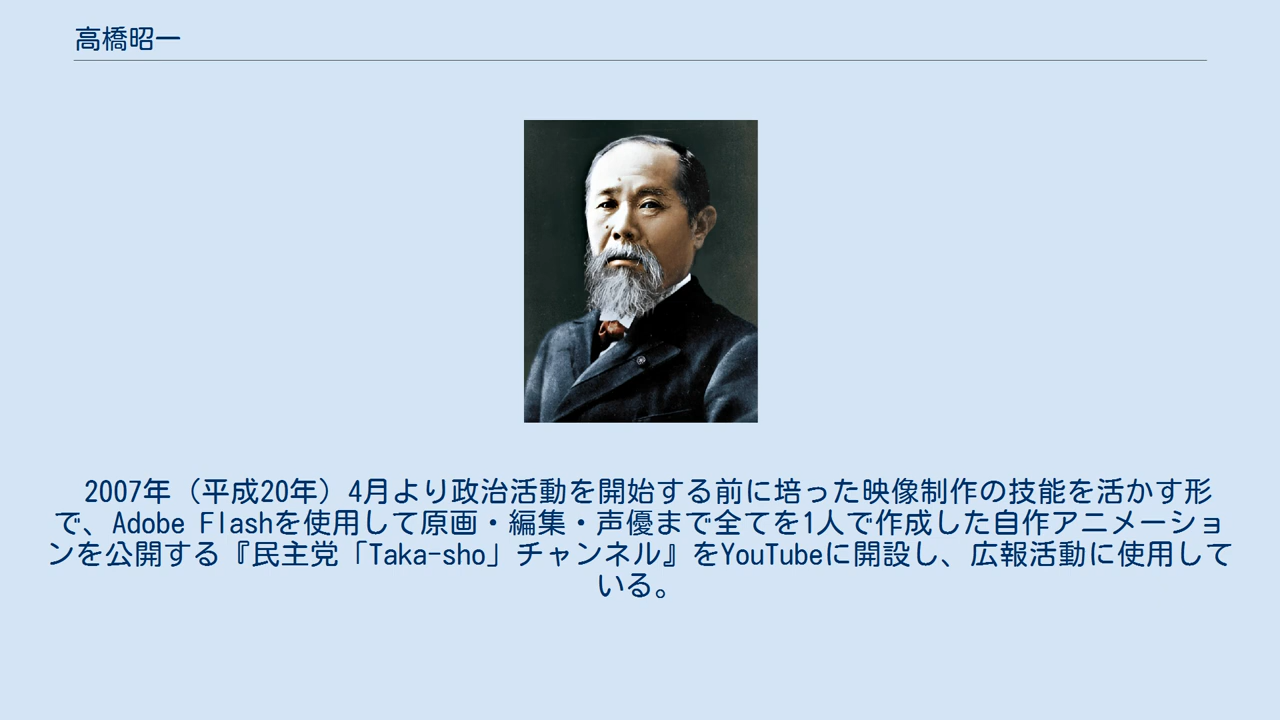 高橋昭一
2007年（平成20年）4月より政治活動を開始する前に培った映像制作の技能を活かす形
で、Adobe Flashを使用して原画・編集・声優まで全てを1人で作成した自作アニメーショ
ンを公開する『民主党「Taka-sho」チャンネル』をYouTubeに開設し、広報活動に使用して
いる。